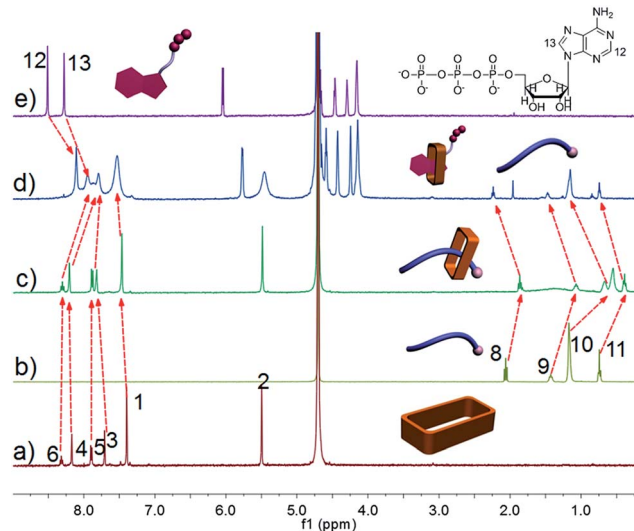 12
13
e)
NH₂
N
N
13
N
N
12
O
O
O
⁻O-P-O-P-O-P-O
O⁻
O⁻
O⁻
O
H
H
H
H
OH
OH
d)
c)
8
9
10
11
b)
1
2
6
4
5
3
a)
8.0
7.0
6.0
5.0
4.0
3.0
2.0
1.0
f1 (ppm)